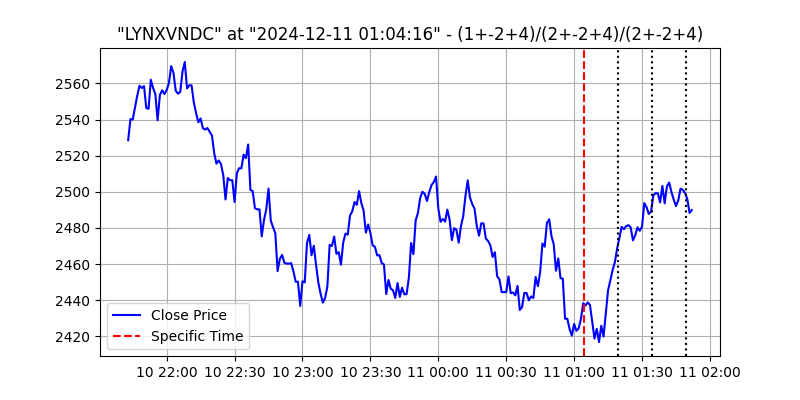 "LYNXVNDC" at "2024-12-11 01:04:16" - (1+-2+4)/(2+-2+4)/(2+-2+4)
2560
2540
2520
2500
2480
2460
2440
2420
Close Price
Specific Time
10 22:00 10 22:30 10 23:00 10 23:30 11 00:00 11 00:30 11 01:00 11 01:30 11 02:00